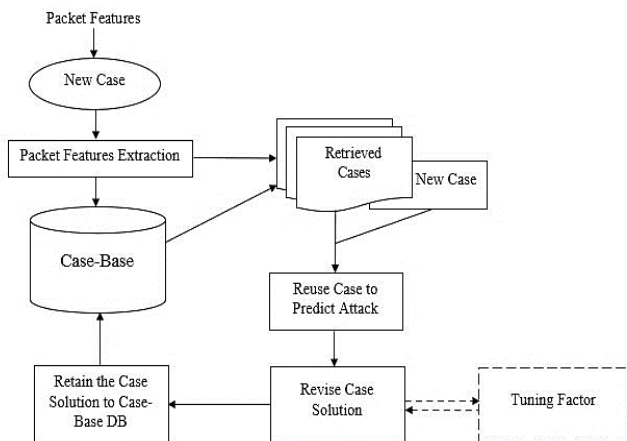 Packet Features
New Case
Packet Features Extraction
Retrieved
Cases
New Case
Case-Base
Reuse Case to
Predict Attack
Retain the Case
Solution to Case-
Base DB
Revise Case
Solution
Tuning Factor